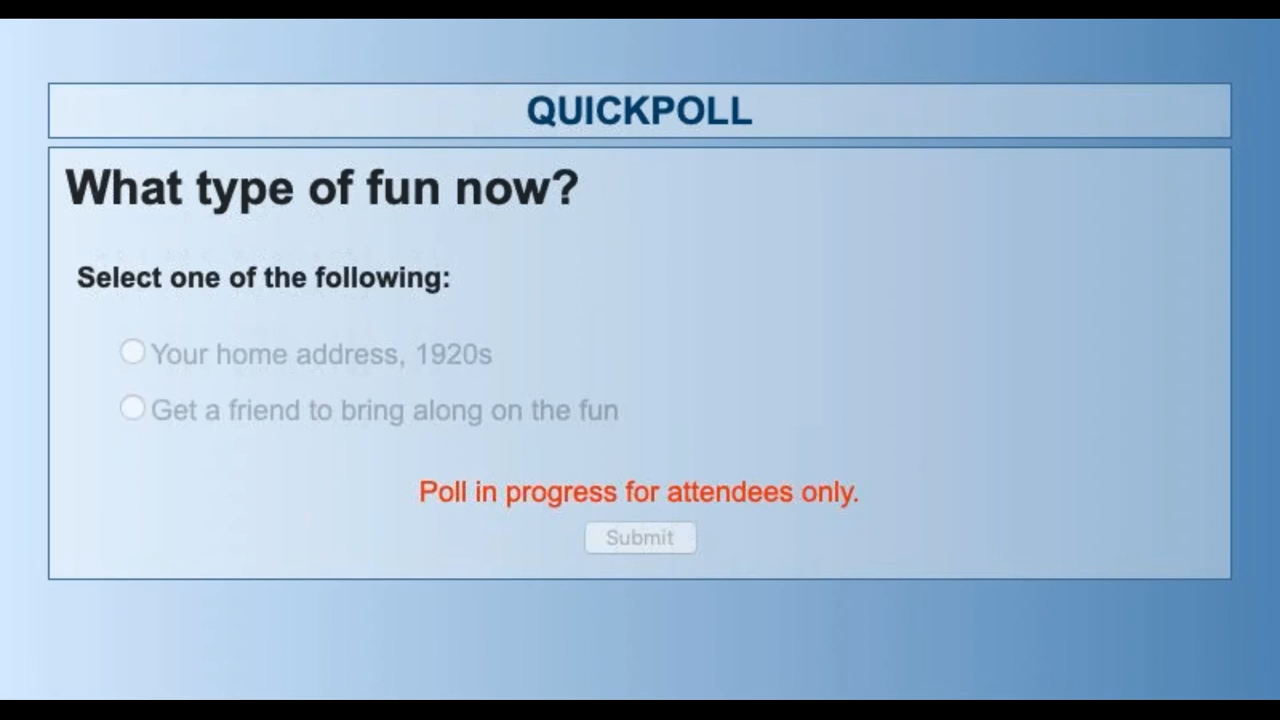 QUICKPOLL
What type of fun now?
Select one of the following:
Your home address, 1920s
Get a friend to bring along on the fun
Poll in progress for attendees only.
Submit